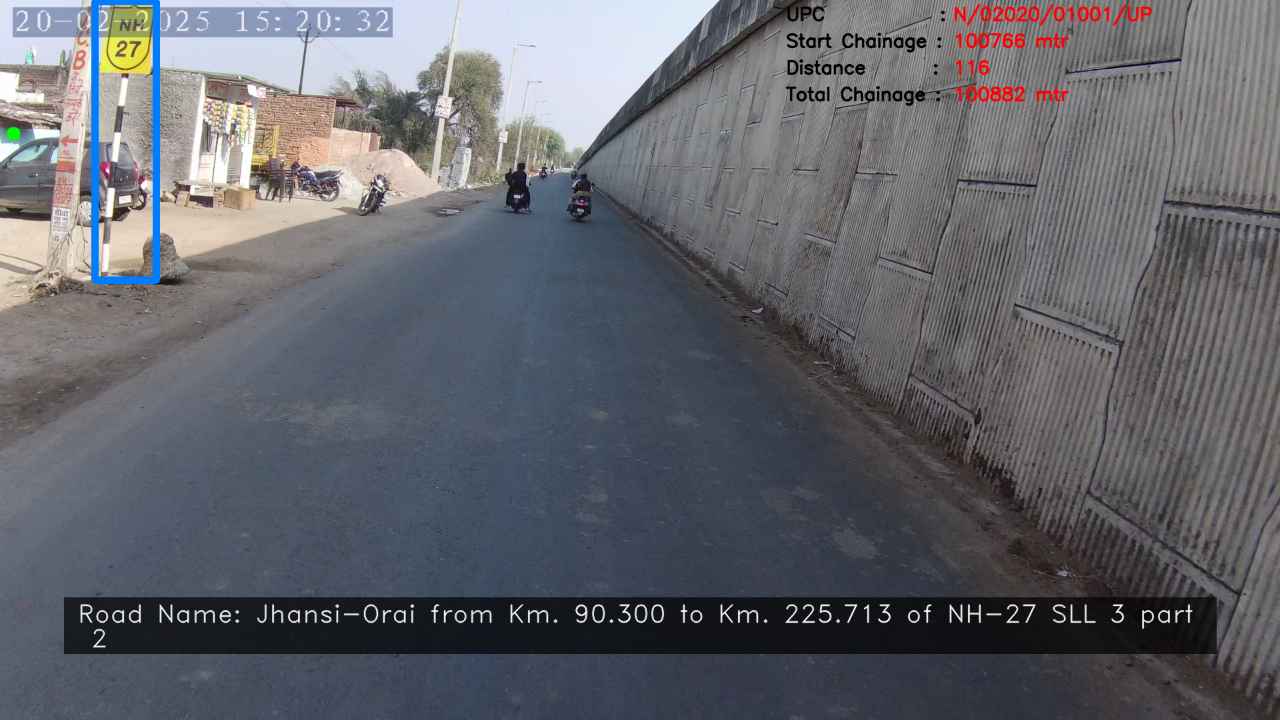 20-02-2025 15:20:32
NH
27
UPC : N/02020/01001/UP
Start Chainage : 100766 mtr
Distance : 116
Total Chainage : 100882 mtr
Road Name: Jhansi-Orai from Km. 90.300 to Km. 225.713 of NH-27 SLL 3 part
2